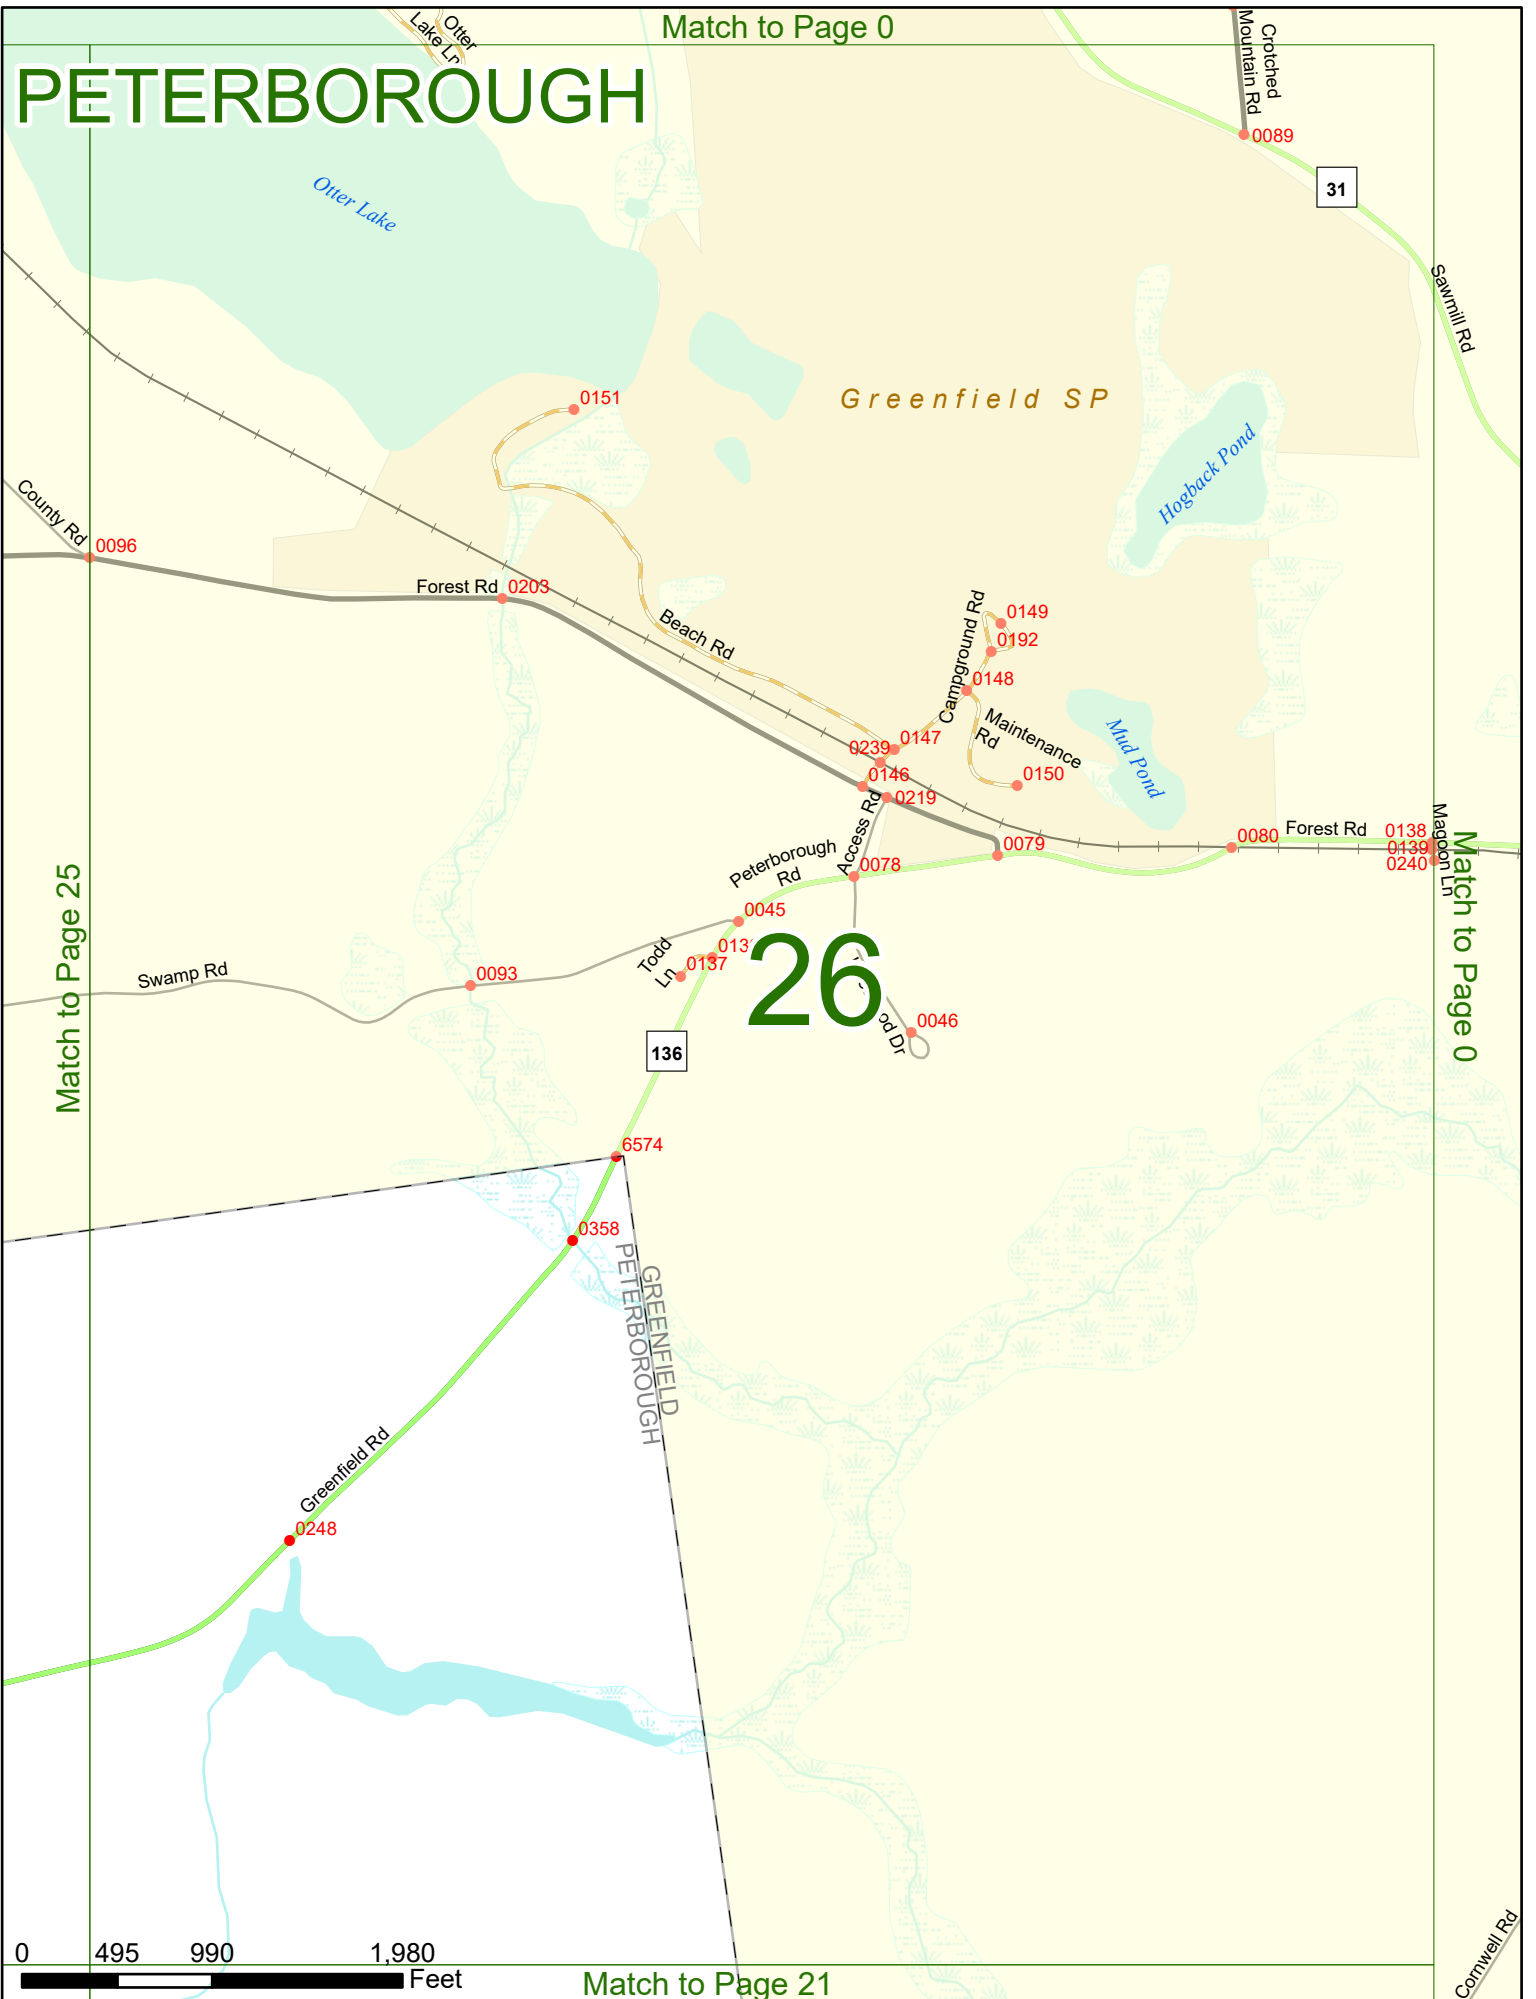 Match to Page 0
Otter
Lake Ln
Crotched
Mountain Rd
PETERBOROUGH
0089
31
Otter Lake
Sawmill Rd
0151
Greenfield SP
Hogback Pond
County Rd
0096
Forest Rd
0203
Beach Rd
Campground Rd
0149
0192
0148
Maintenance
Rd
Mud Pond
0147
0239
0146
0150
0219
Access Rd
0079
0080
Forest Rd
0138
0139
0240
Magoon Ln
Match to Page 0
Match to Page 25
Peterborough
Rd
0078
0045
Todd
Ln
0137
26
Swamp Rd
0093
0046
Dr
136
6574
0358
GREENFIELD
PETERBOROUGH
Greenfield Rd
0248
0 495 990 1,980
Feet
Match to Page 21
Cornwell Rd